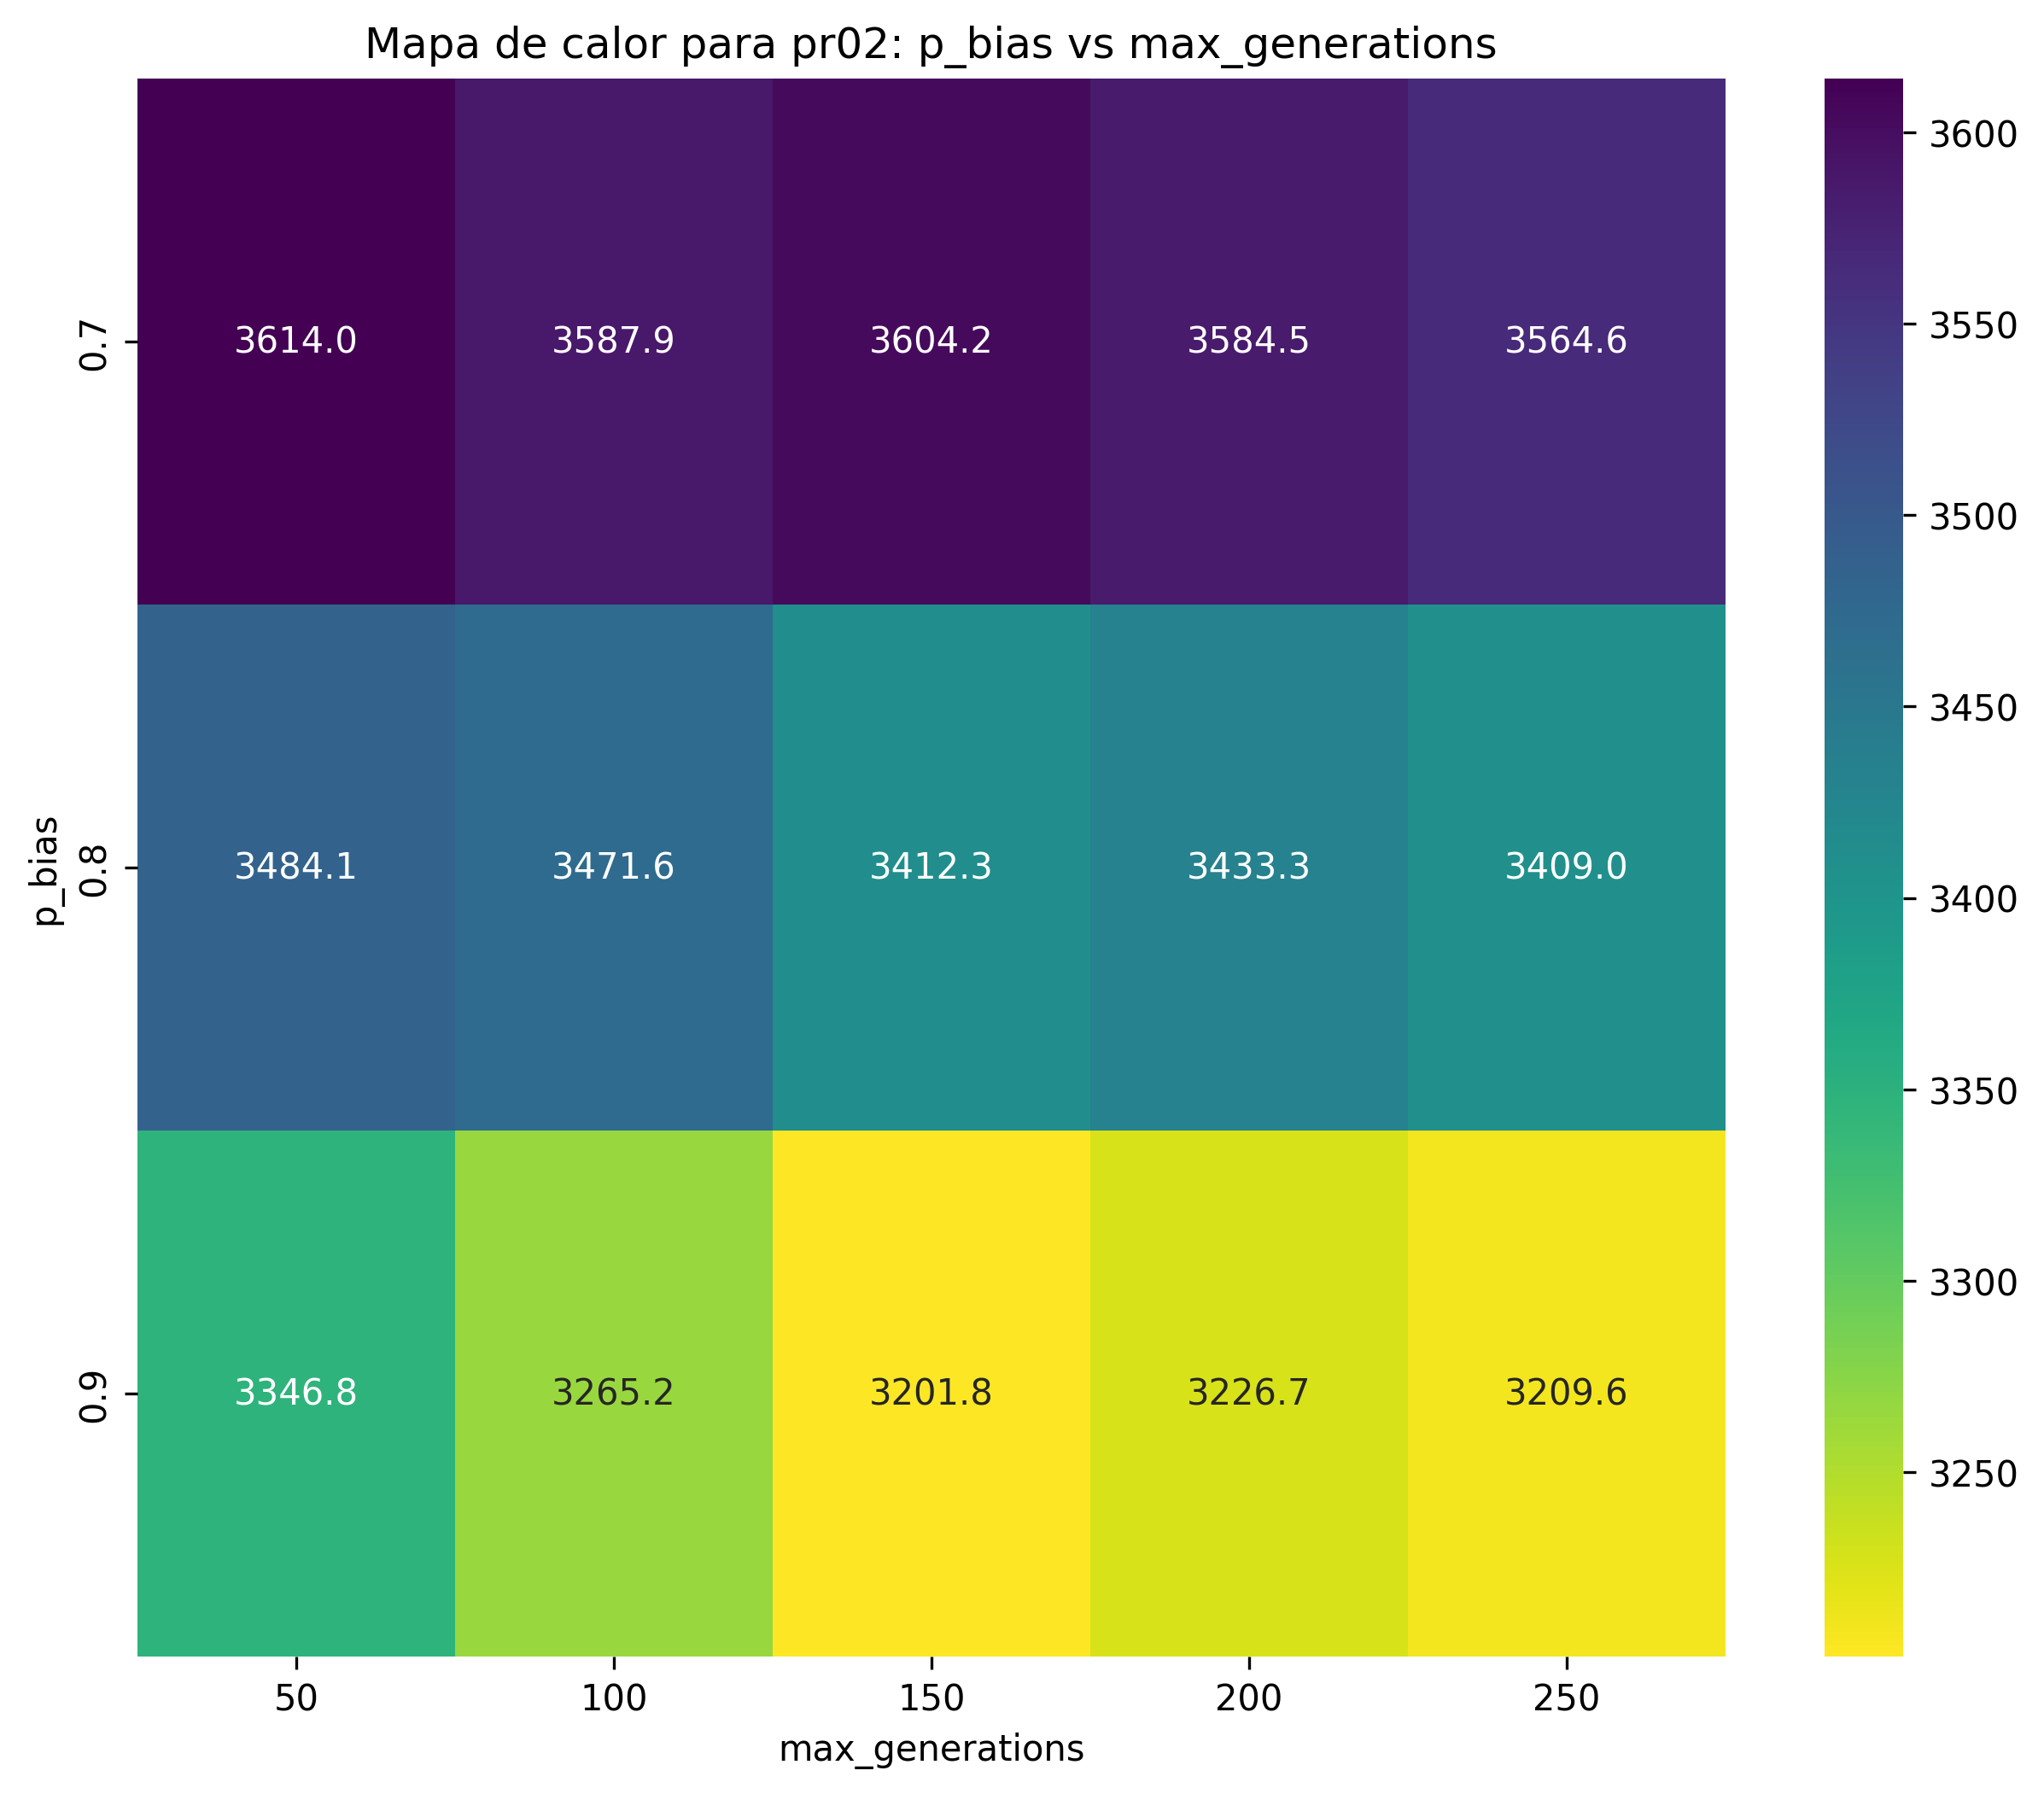 Mapa de calor para pr02: p_bias vs max_generations
3614.0 3587.9 3604.2 3584.5 3564.6
3484.1 3471.6 3412.3 3433.3 3409.0
3346.8 3265.2 3201.8 3226.7 3209.6
0.7
0.8
0.9
p_bias
50 100 150 200 250
max_generations
3600
3550
3500
3450
3400
3350
3300
3250